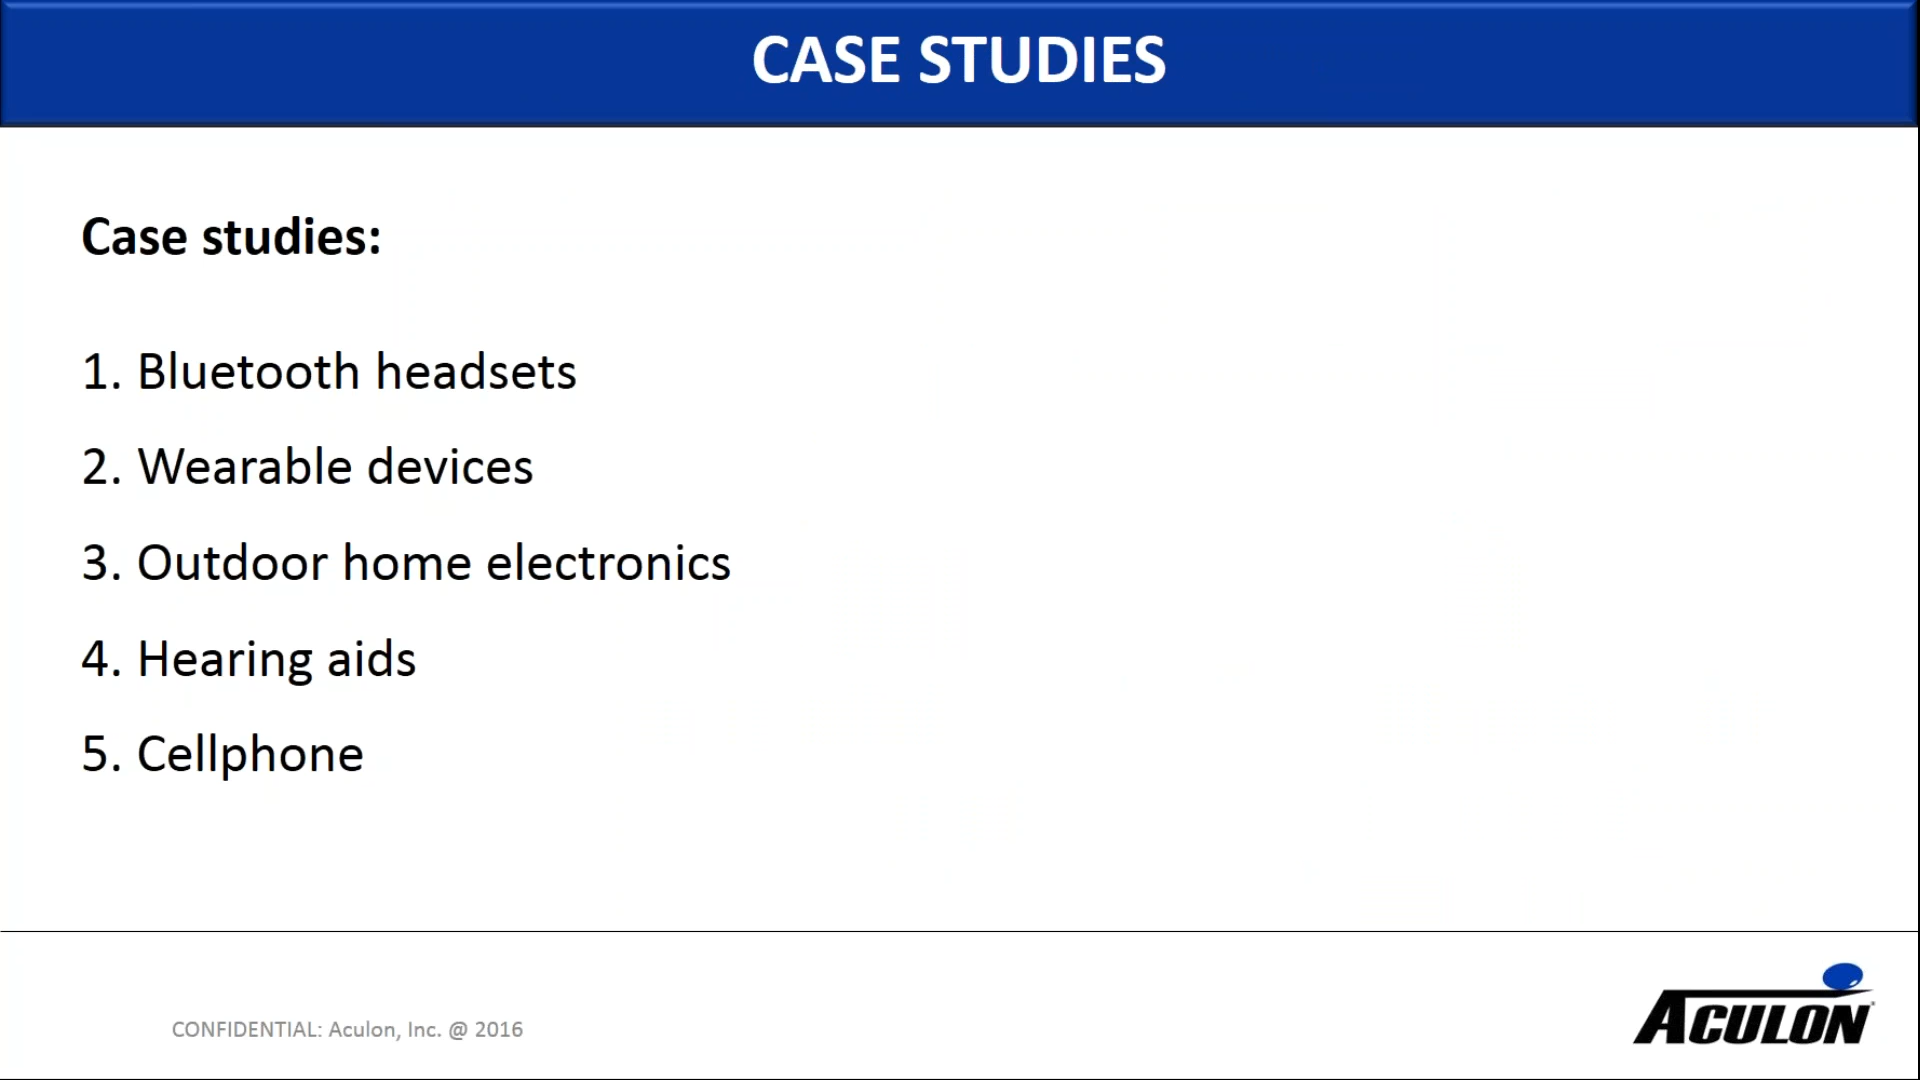 CASE STUDIES
Case studies:
1. Bluetooth headsets
2. Wearable devices
3. Outdoor home electronics
4. Hearing aids
5. Cellphone
CONFIDENTIAL: Aculon, Inc. @ 2016
ACULON